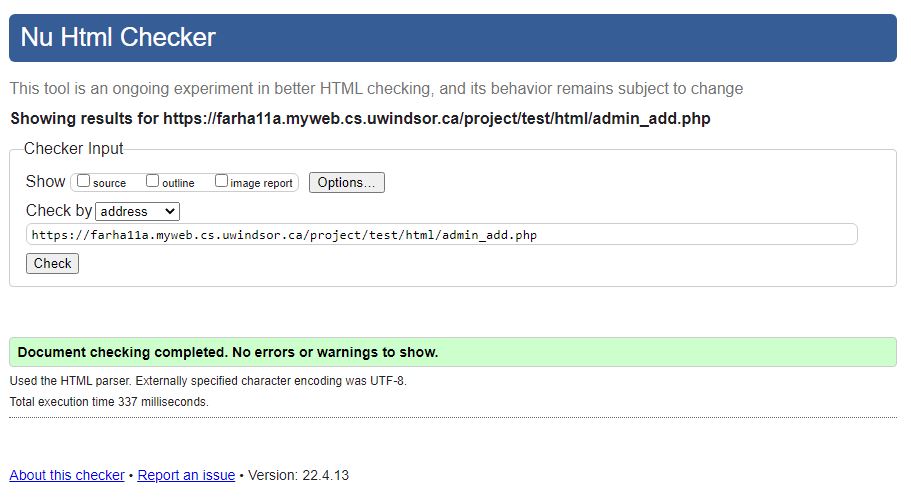 Nu Html Checker
This tool is an ongoing experiment in better HTML checking, and its behavior remains subject to change
Showing results for https://farha11a.myweb.cs.uwindsor.ca/project/test/html/admin_add.php
Checker Input
Show source outline image report Options...
Check by address
https://farha11a.myweb.cs.uwindsor.ca/project/test/html/admin_add.php
Check
Document checking completed. No errors or warnings to show.
Used the HTML parser. Externally specified character encoding was UTF-8.
Total execution time 337 milliseconds.
About this checker • Report an issue • Version: 22.4.13